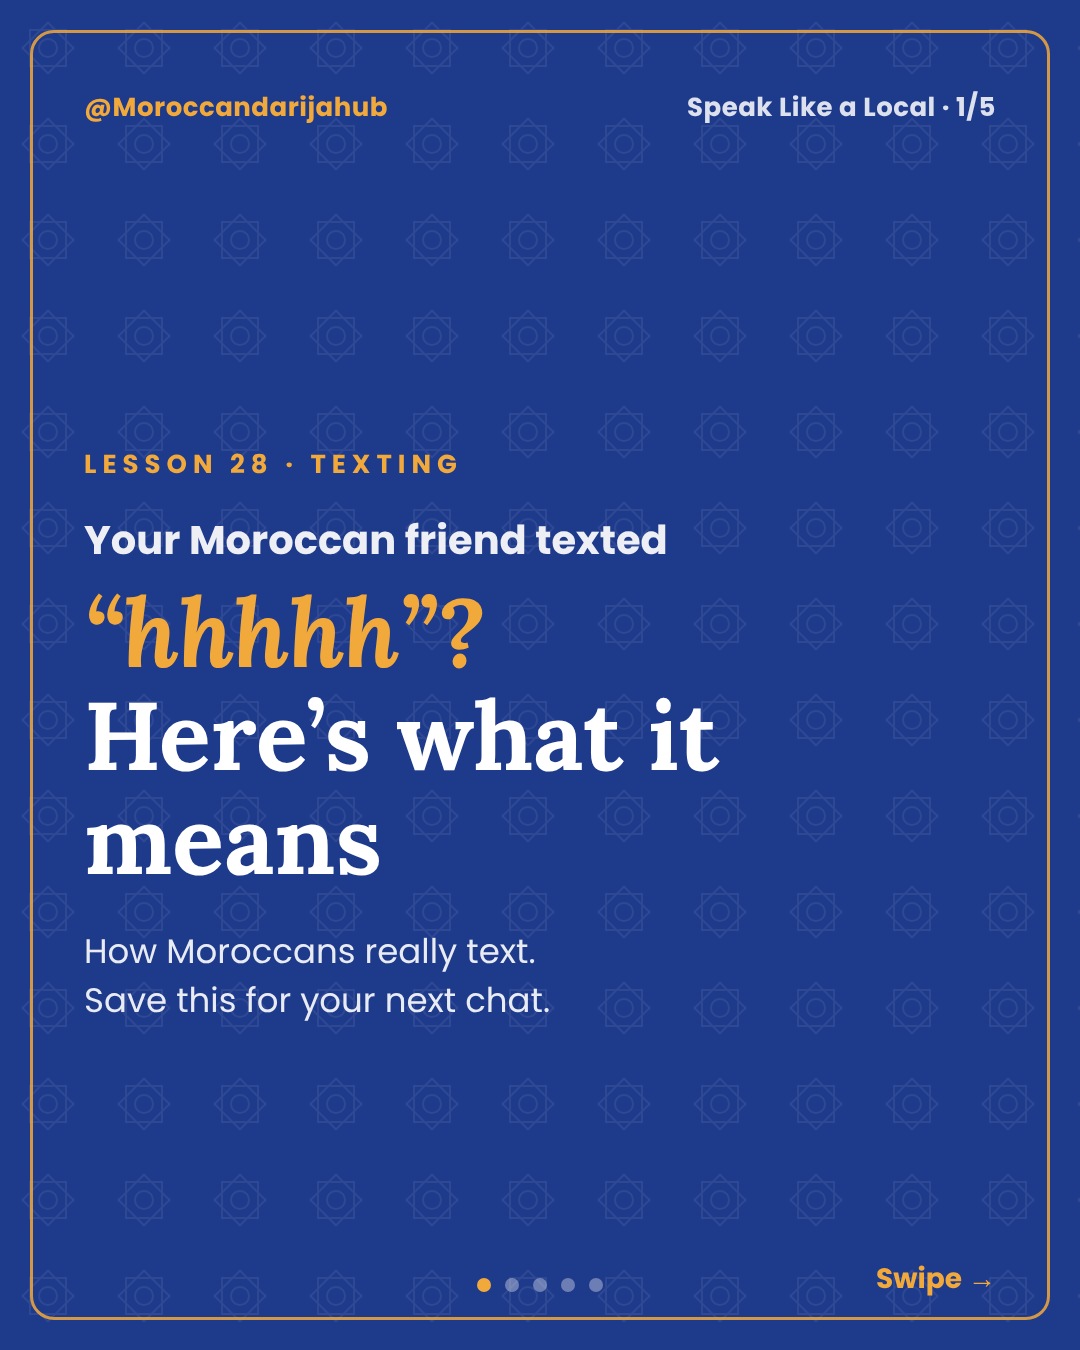 @Moroccandarijahub
Speak Like a Local · 1/5
LESSON 28 · TEXTING
Your Moroccan friend texted
“hhhhh”?
Here’s what it
means
How Moroccans really text.
Save this for your next chat.
Swipe →